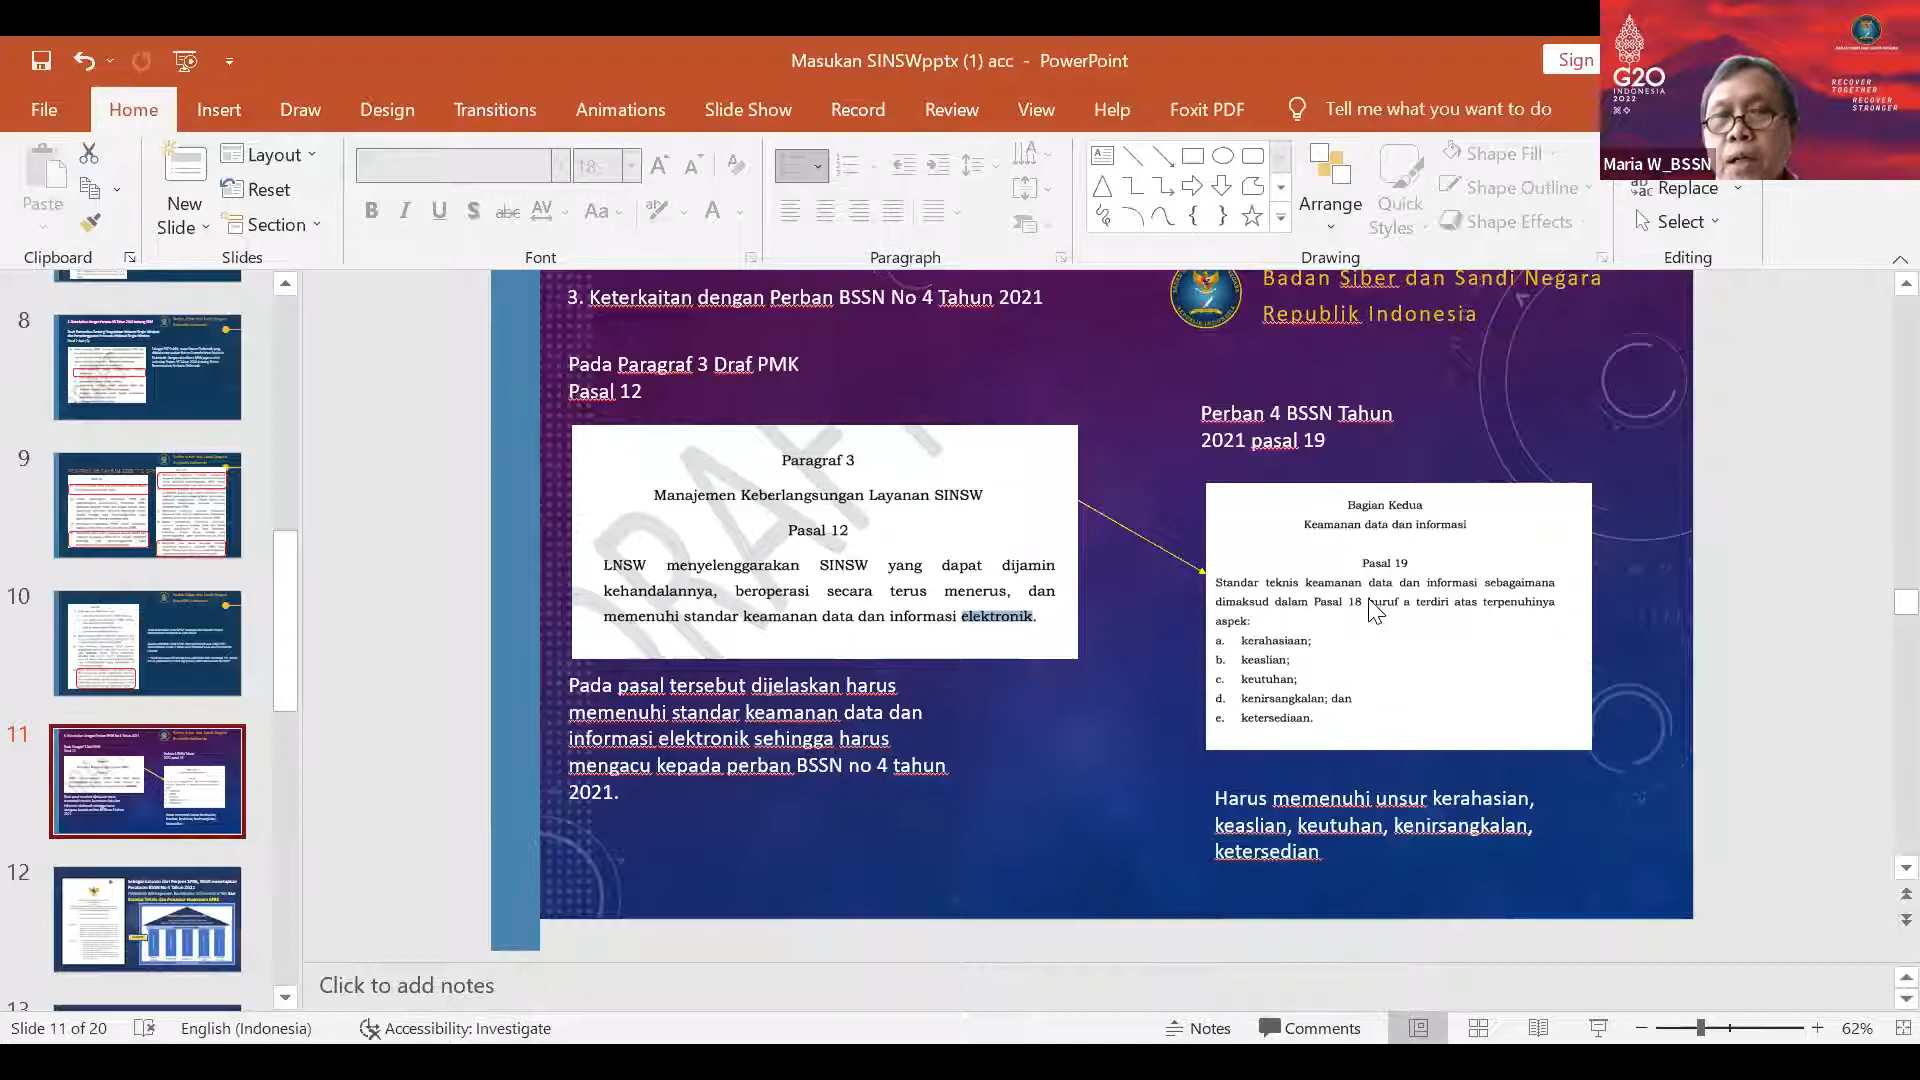 Masukan SINSWpptx (1) acc - PowerPoint
Sign
File Home Insert Draw Design Transitions Animations Slide Show Record Review View Help Foxit PDF Tell me what you want to do
G20
INDONESIA
2022
RECOVER
TOGETHER
RECOVER
STRONGER
Maria W_BSSN
Paste
New
Slide
Layout
Reset
Section
18
Arrange
Quick
Styles
Shape Fill
Shape Outline
Shape Effects
Replace
Select
Clipboard Slides Font Paragraph Drawing Editing
8
9
10
11
12
13
3. Keterkaitan dengan Perban BSSN No 4 Tahun 2021
Badan Siber dan Sandi Negara
Republik Indonesia
Pada Paragraf 3 Draf PMK
Pasal 12
Paragraf 3
Manajemen Keberlangsungan Layanan SINSW
Pasal 12
LNSW menyelenggarakan SINSW yang dapat dijamin
kehandalannya, beroperasi secara terus menerus, dan
memenuhi standar keamanan data dan informasi elektronik.
Pada pasal tersebut dijelaskan harus
memenuhi standar keamanan data dan
informasi elektronik sehingga harus
mengacu kepada perban BSSN no 4 tahun
2021.
Perban 4 BSSN Tahun
2021 pasal 19
Bagian Kedua
Keamanan data dan informasi
Pasal 19
Standar teknis keamanan data dan informasi sebagaimana
dimaksud dalam Pasal 18 huruf a terdiri atas terpenuhinya
aspek:
a. kerahasiaan;
b. keaslian;
c. keutuhan;
d. kenirsangkalan; dan
e. ketersediaan.
Harus memenuhi unsur kerahasian,
keaslian, keutuhan, kenirsangkalan,
ketersedian
Click to add notes
Slide 11 of 20 English (Indonesia) Accessibility: Investigate Notes Comments 62%